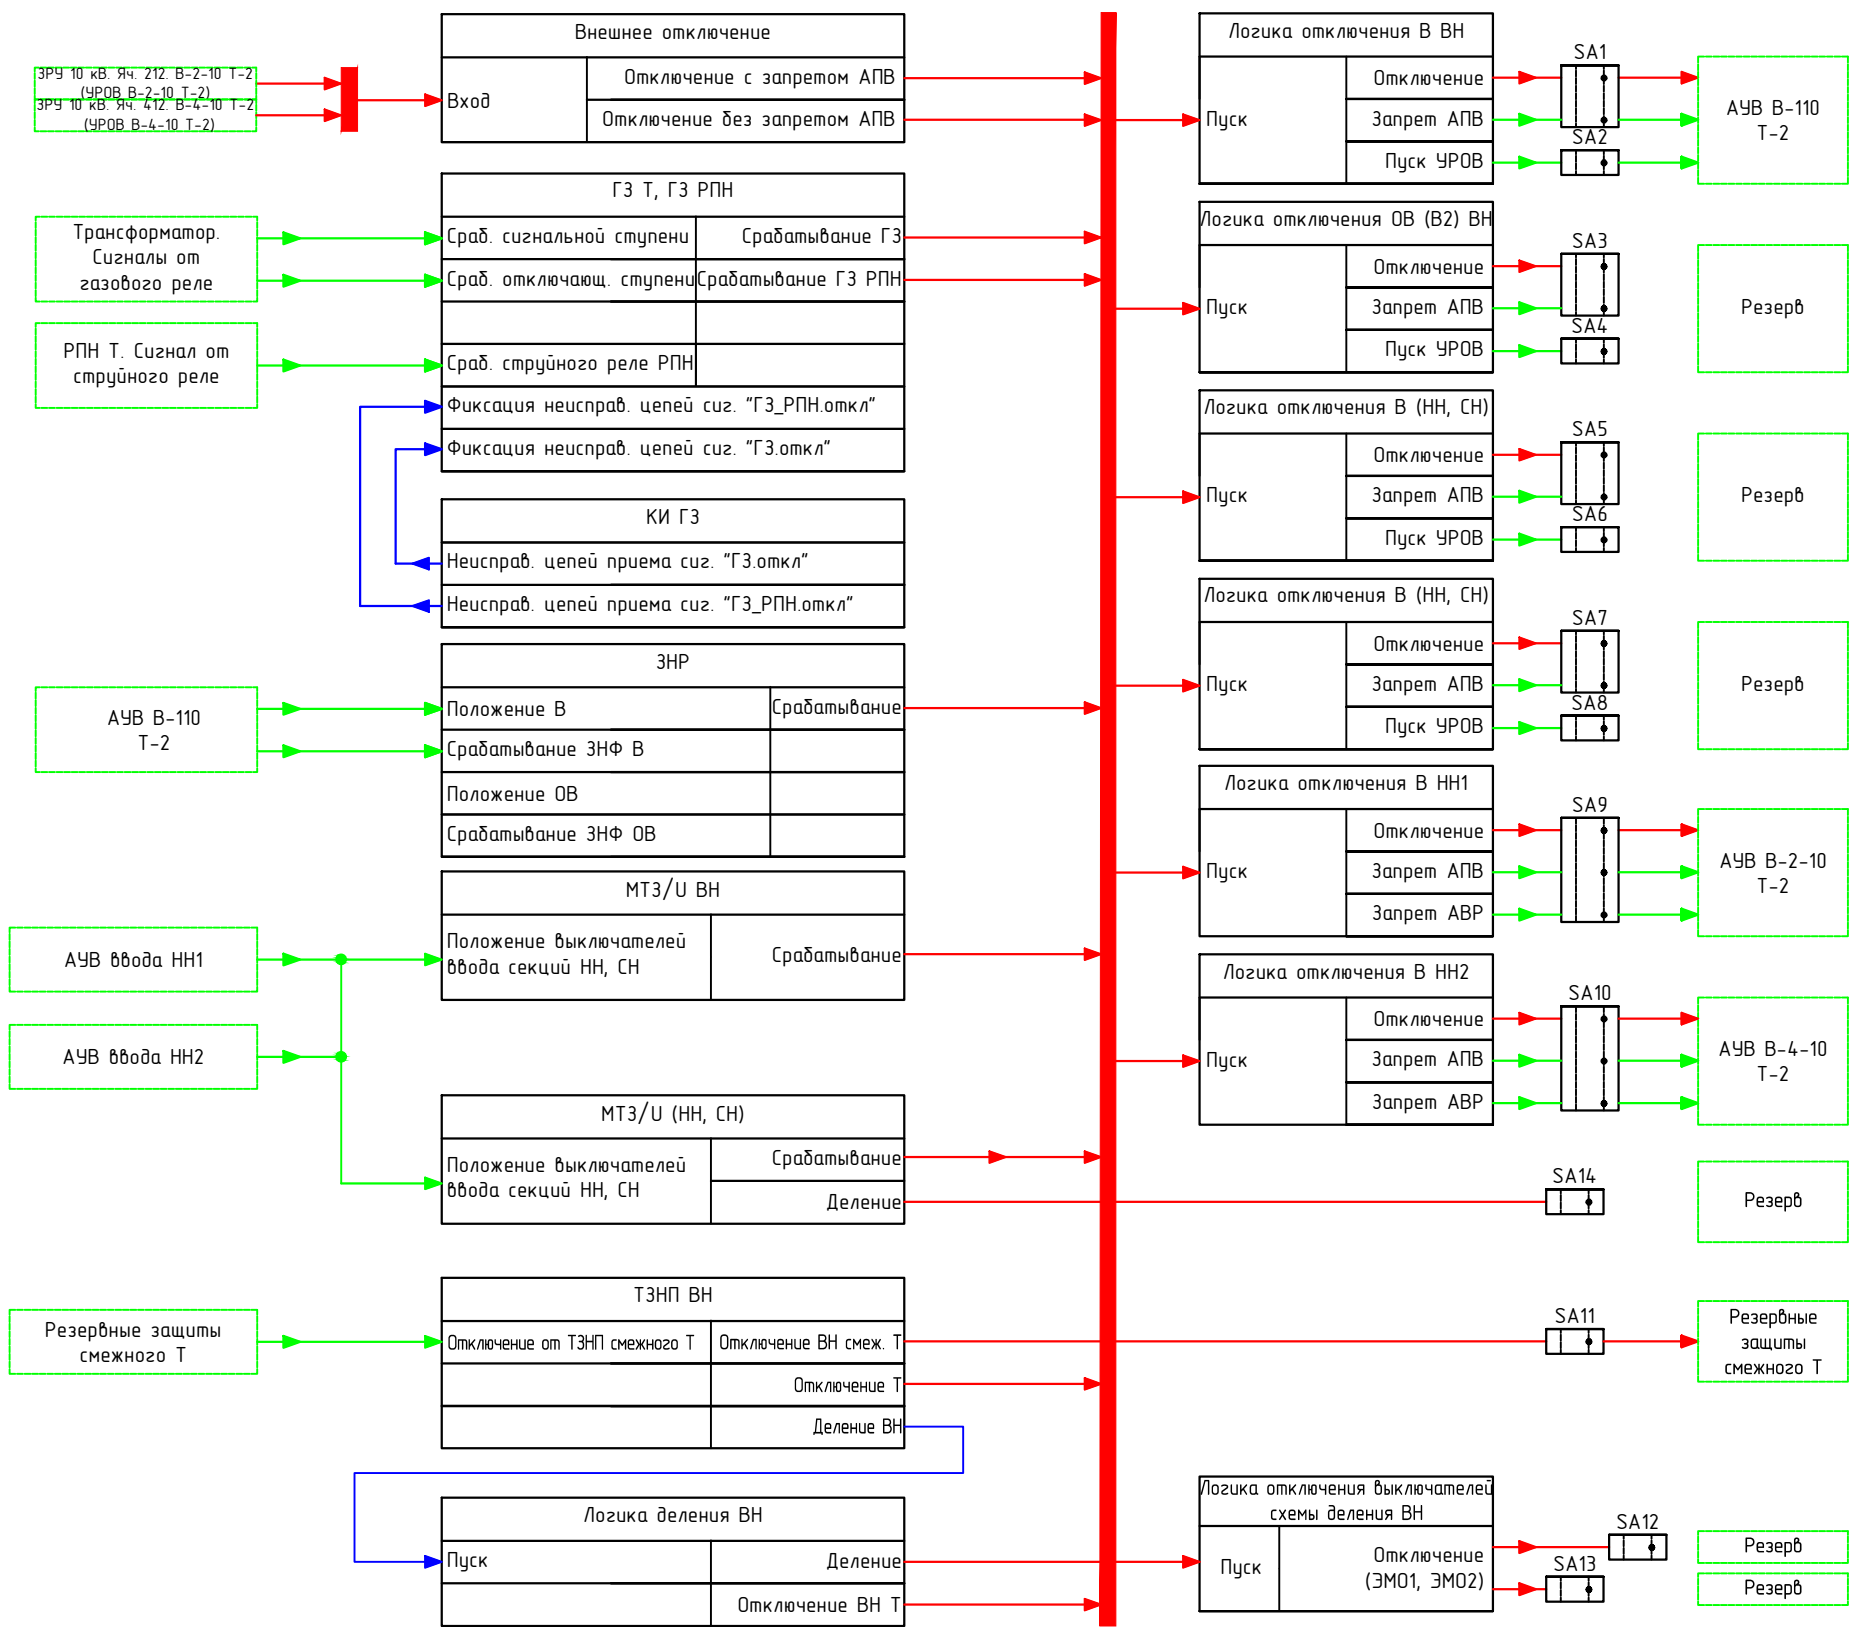 Внешнее отключение
ЗРУ 10 кВ. Яч. 212. В-2-10 Т-2
(УРОВ В-2-10 Т-2)
ЗРУ 10 кВ. Яч. 412. В-4-10 Т-2
(УРОВ В-4-10 Т-2)
Вход
Отключение с запретом АПВ
Отключение без запретом АПВ
ГЗ Т, ГЗ РПН
Трансформатор.
Сигналы от
газового реле
Сраб. сигнальной ступени
Срабатывание ГЗ
Сраб. отключающ. ступени
Срабатывание ГЗ РПН
РПН Т. Сигнал от
струйного реле
Сраб. струйного реле РПН
Фиксация неисправ. цепей сиг. "ГЗ_РПН.откл"
Фиксация неисправ. цепей сиг. "ГЗ.откл"
КИ ГЗ
Неисправ. цепей приема сиг. "ГЗ.откл"
Неисправ. цепей приема сиг. "ГЗ_РПН.откл"
ЗНР
АУВ В-110
Т-2
Положение В
Срабатывание
Срабатывание ЗНФ В
Положение ОВ
Срабатывание ЗНФ ОВ
МТЗ/U ВН
АУВ ввода НН1
Положение выключателей
ввода секций НН, СН
Срабатывание
АУВ ввода НН2
МТЗ/U (НН, СН)
Положение выключателей
ввода секций НН, СН
Срабатывание
Деление
ТЗНП ВН
Резервные защиты
смежного Т
Отключение от ТЗНП смежного Т
Отключение ВН смеж. Т
Отключение Т
Деление ВН
Логика деления ВН
Пуск
Деление
Отключение ВН Т
Логика отключения В ВН
Пуск
Отключение
Запрет АПВ
Пуск УРОВ
SA1
SA2
АУВ В-110
Т-2
Логика отключения ОВ (В2) ВН
Пуск
Отключение
Запрет АПВ
Пуск УРОВ
SA3
SA4
Резерв
Логика отключения В (НН, СН)
Пуск
Отключение
Запрет АПВ
Пуск УРОВ
SA5
SA6
Резерв
Логика отключения В (НН, СН)
Пуск
Отключение
Запрет АПВ
Пуск УРОВ
SA7
SA8
Резерв
Логика отключения В НН1
Пуск
Отключение
Запрет АПВ
Запрет АВР
SA9
АУВ В-2-10
Т-2
Логика отключения В НН2
Пуск
Отключение
Запрет АПВ
Запрет АВР
SA10
АУВ В-4-10
Т-2
SA14
Резерв
SA11
Резервные
защиты
смежного Т
Логика отключения выключателей
схемы деления ВН
Пуск
Отключение
(ЭМО1, ЭМО2)
SA12
Резерв
SA13
Резерв